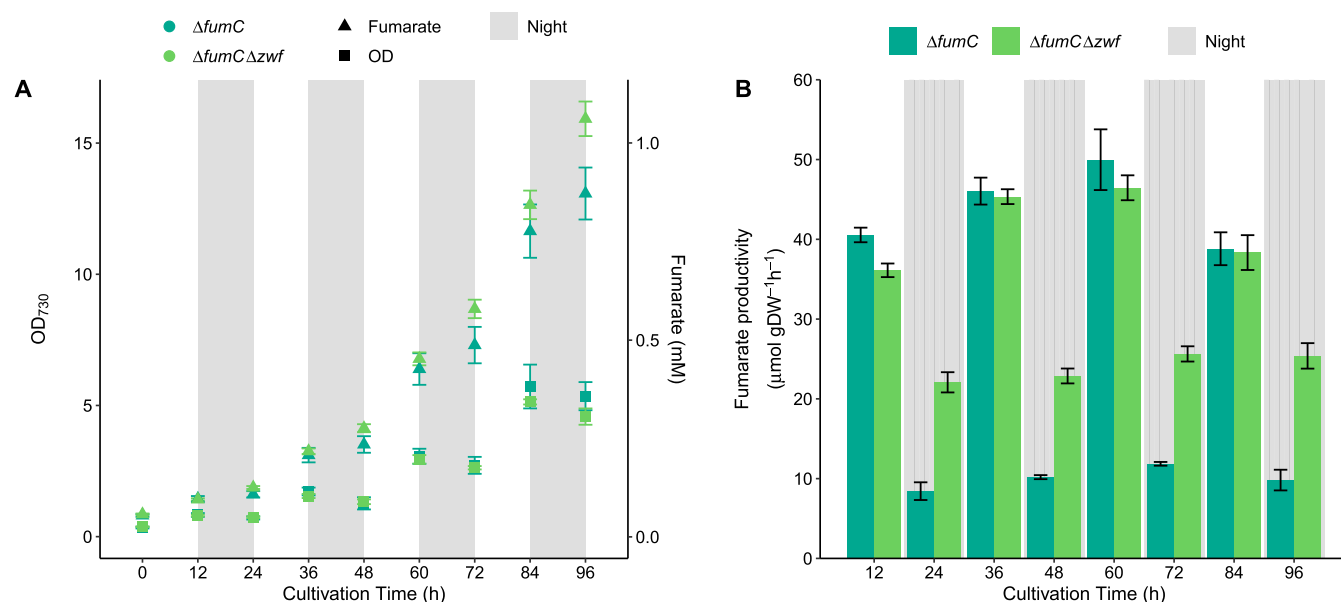 ΔfumC
Fumarate
Night
ΔfumCΔzwf
OD
A
15
10
5
0
OD730
1.0
0.5
0.0
Fumarate (mM)
0 12 24 36 48 60 72 84 96
Cultivation Time (h)
ΔfumC
ΔfumCΔzwf
Night
B
60
50
40
30
20
10
0
Fumarate productivity
(μmol gDW⁻¹h⁻¹)
12 24 36 48 60 72 84 96
Cultivation Time (h)